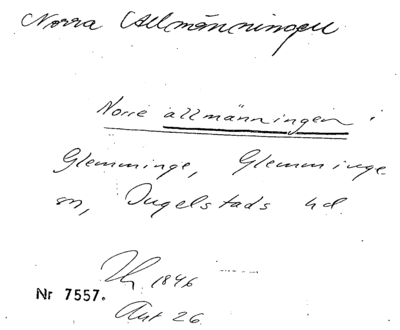 Norra Allmänningen
Norre allmänningen i
Glemminge, Glemminge
sn, Ingelstads hd.
1846
Nr 7557.
Akt 26